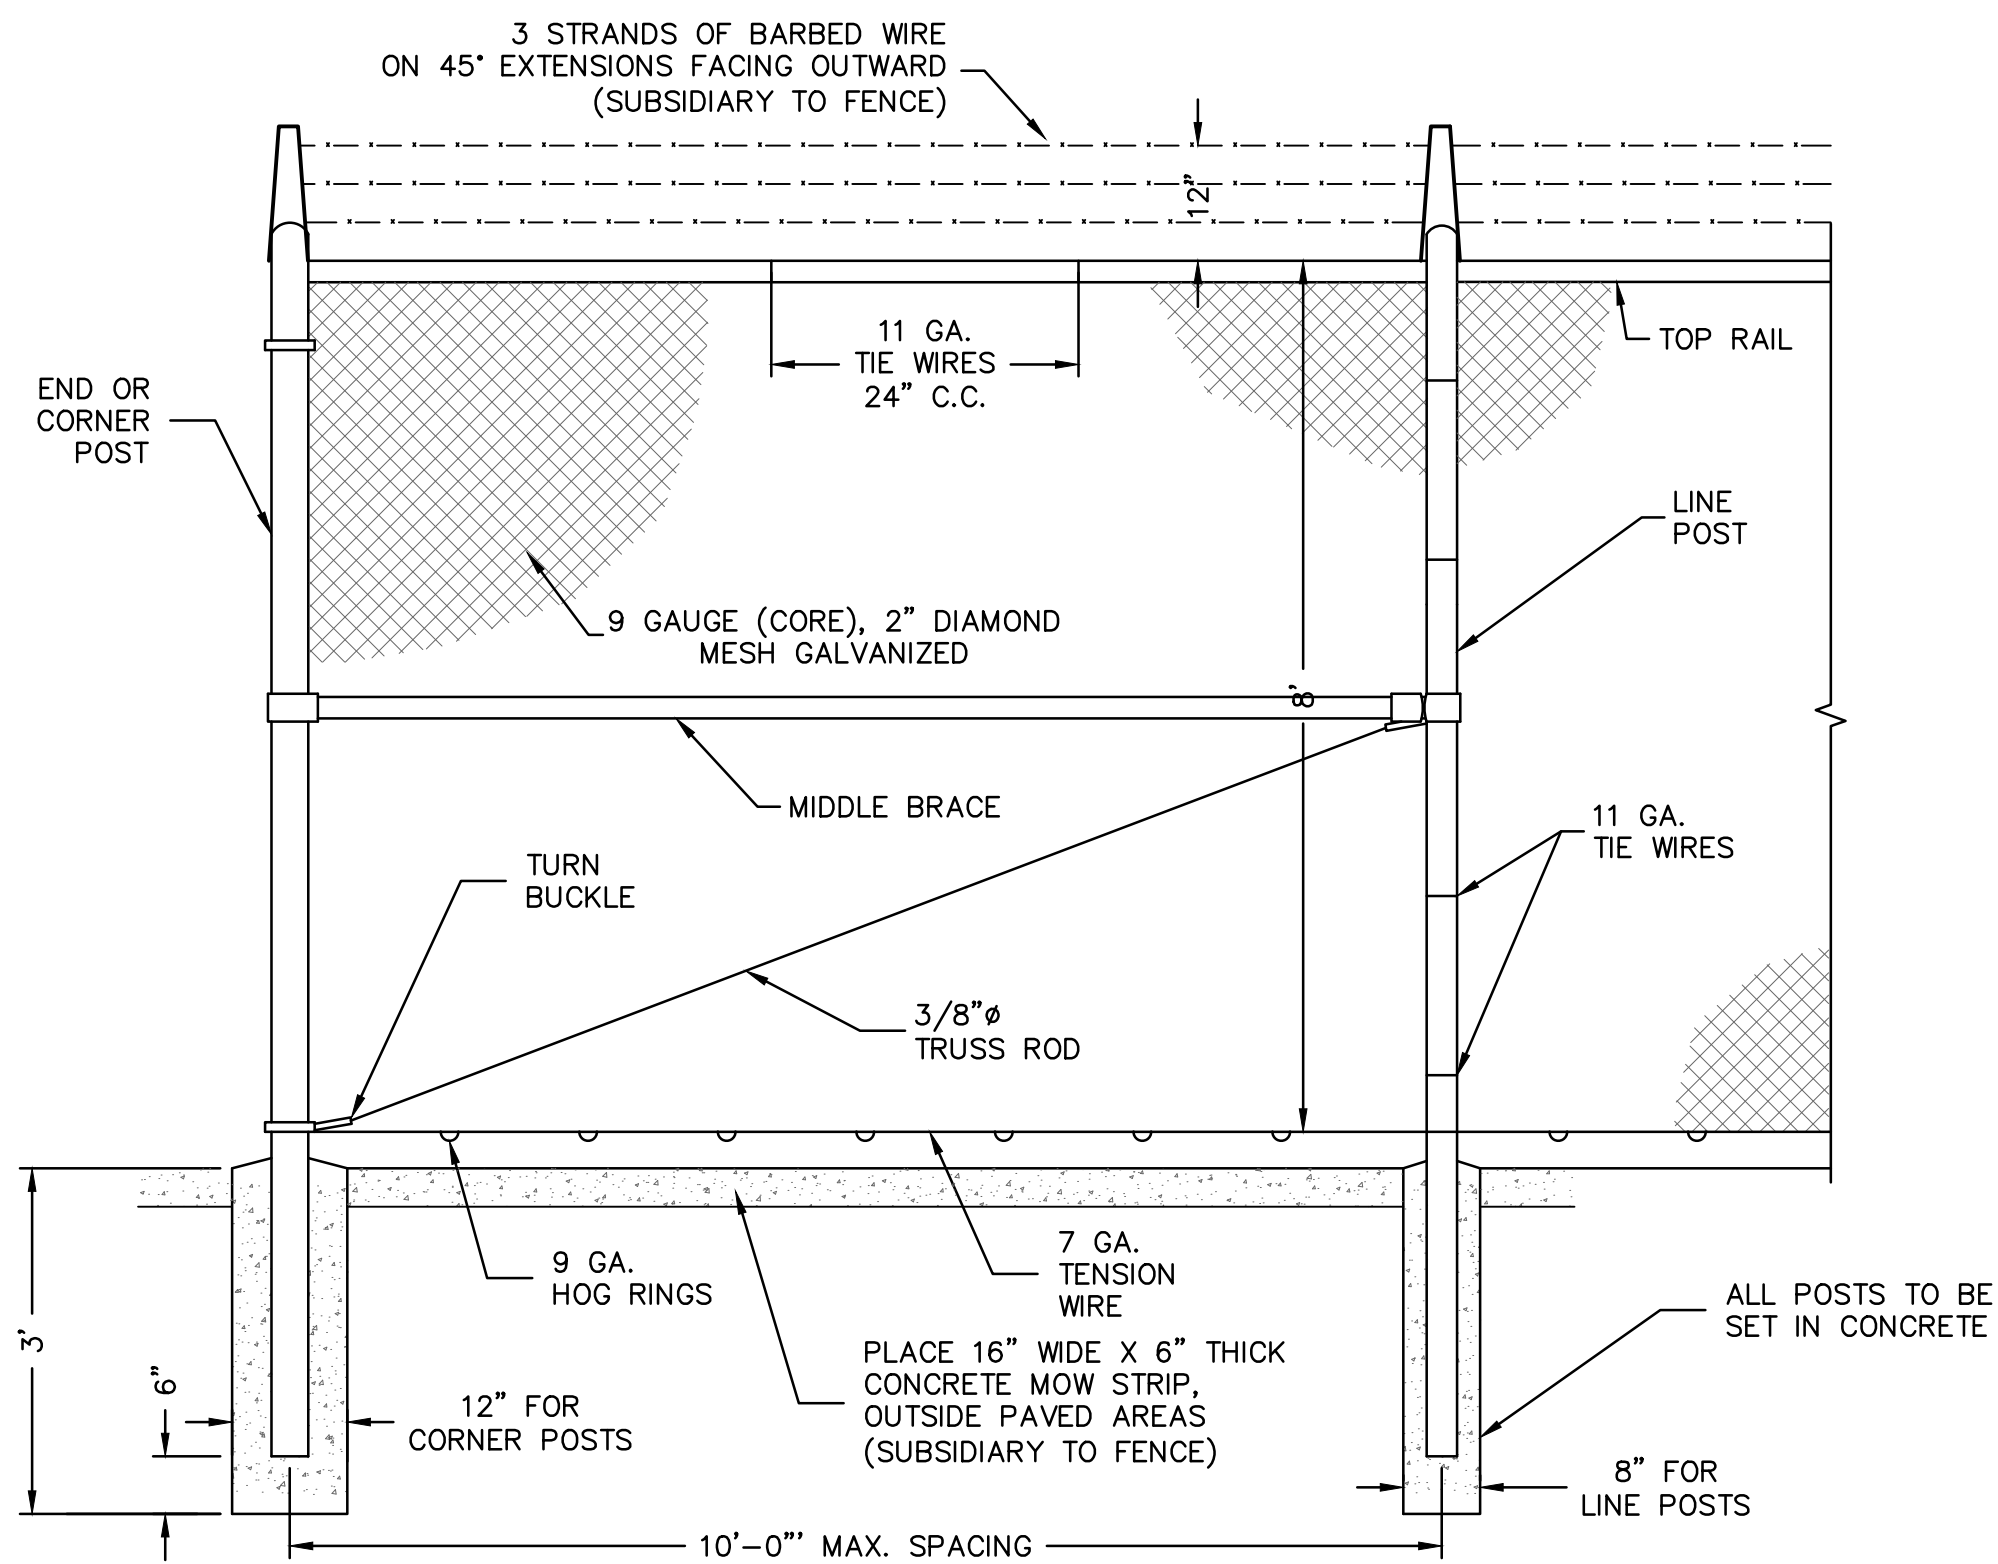 3 STRANDS OF BARBED WIRE
ON 45° EXTENSIONS FACING OUTWARD
(SUBSIDIARY TO FENCE)
12”
11 GA.
TIE WIRES
24” C.C.
TOP RAIL
END OR
CORNER
POST
LINE
POST
9 GAUGE (CORE), 2” DIAMOND
MESH GALVANIZED
8'
MIDDLE BRACE
11 GA.
TIE WIRES
TURN
BUCKLE
3/8”ø
TRUSS ROD
9 GA.
HOG RINGS
7 GA.
TENSION
WIRE
ALL POSTS TO BE
SET IN CONCRETE
3'
6”
12” FOR
CORNER POSTS
PLACE 16” WIDE X 6” THICK
CONCRETE MOW STRIP,
OUTSIDE PAVED AREAS
(SUBSIDIARY TO FENCE)
8” FOR
LINE POSTS
10'–0”' MAX. SPACING